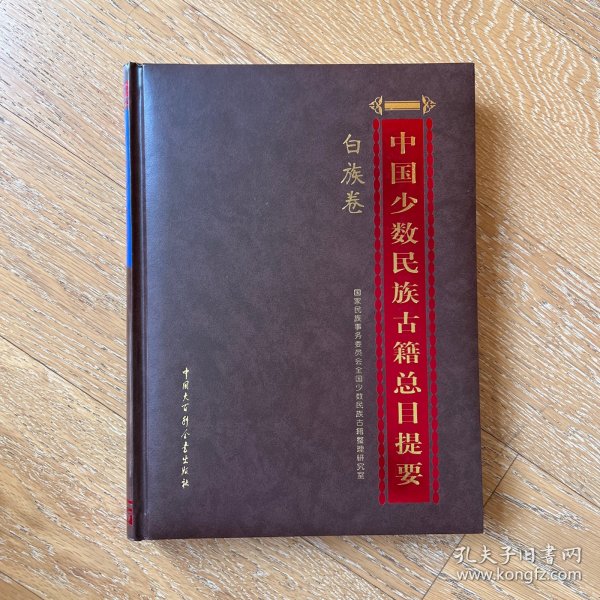 中国少数民族古籍总目提要
白族卷
国家民族事务委员会全国少数民族古籍整理研究室
中国大百科全书出版社
孔夫子旧书网
www.kongfz.com